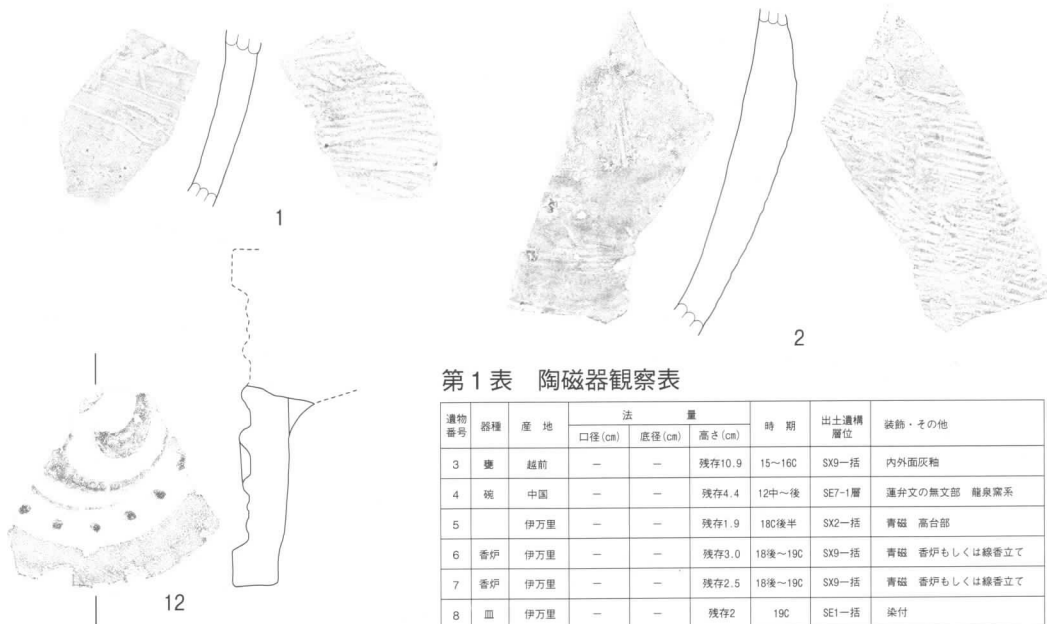 1
2
12
第1表 陶磁器観察表
遺物番号 器種 産地 法量 時期 出土遺構層位 装飾・その他
口径(cm) 底径(cm) 高さ(cm)
3 甕 越前 － － 残存10.9 15～16C SX9一括 内外面灰釉
4 碗 中国 － － 残存4.4 12中～後 SE7-1層 蓮弁文の無文部 龍泉窯系
5 伊万里 － － 残存1.9 18C後半 SX2一括 青磁 高台部
6 香炉 伊万里 － － 残存3.0 18後～19C SX9一括 青磁 香炉もしくは線香立て
7 香炉 伊万里 － － 残存2.5 18後～19C SX9一括 青磁 香炉もしくは線香立て
8 皿 伊万里 － － 残存2 19C SE1一括 染付